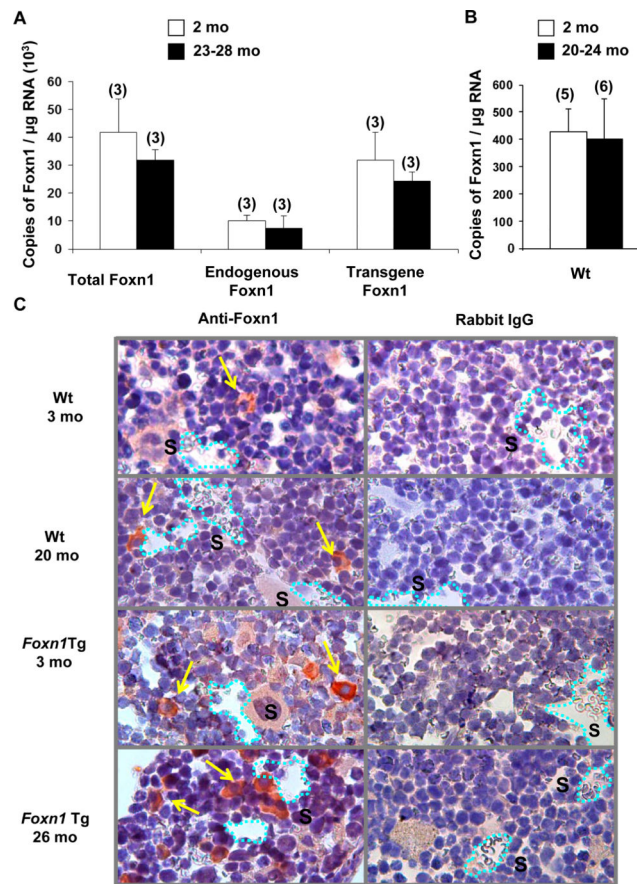 A
2 mo
23-28 mo
Copies of Foxn1 / µg RNA (10³)
60
50
40
30
20
10
0
(3)
(3)
(3)
(3)
(3)
(3)
Total Foxn1
Endogenous Foxn1
Transgene Foxn1
B
2 mo
20-24 mo
Copies of Foxn1 / µg RNA
600
500
400
300
200
100
0
(5)
(6)
Wt
C
Anti-Foxn1
Rabbit IgG
Wt
3 mo
S
S
Wt
20 mo
S
S
S
Foxn1Tg
3 mo
S
S
Foxn1 Tg
26 mo
S
S
S